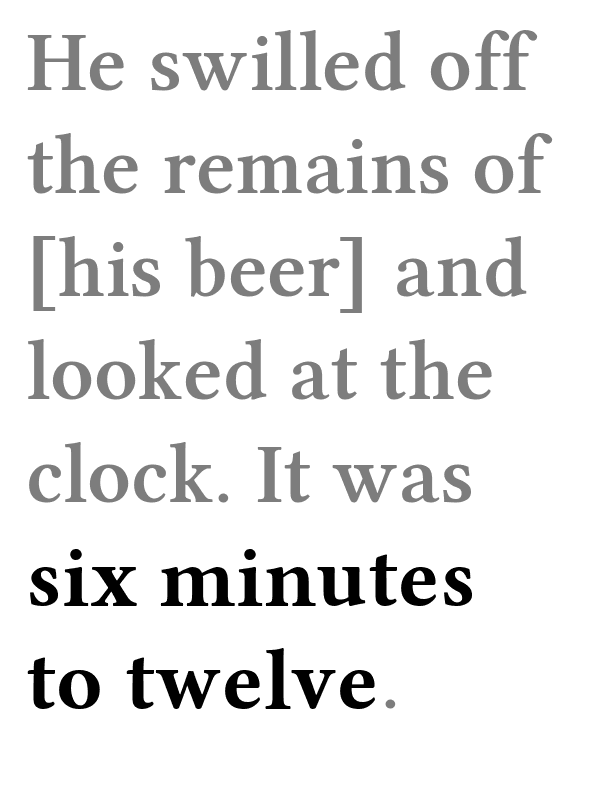 He swilled off
the remains of
[his beer] and
looked at the
clock. It was
six minutes
to twelve.